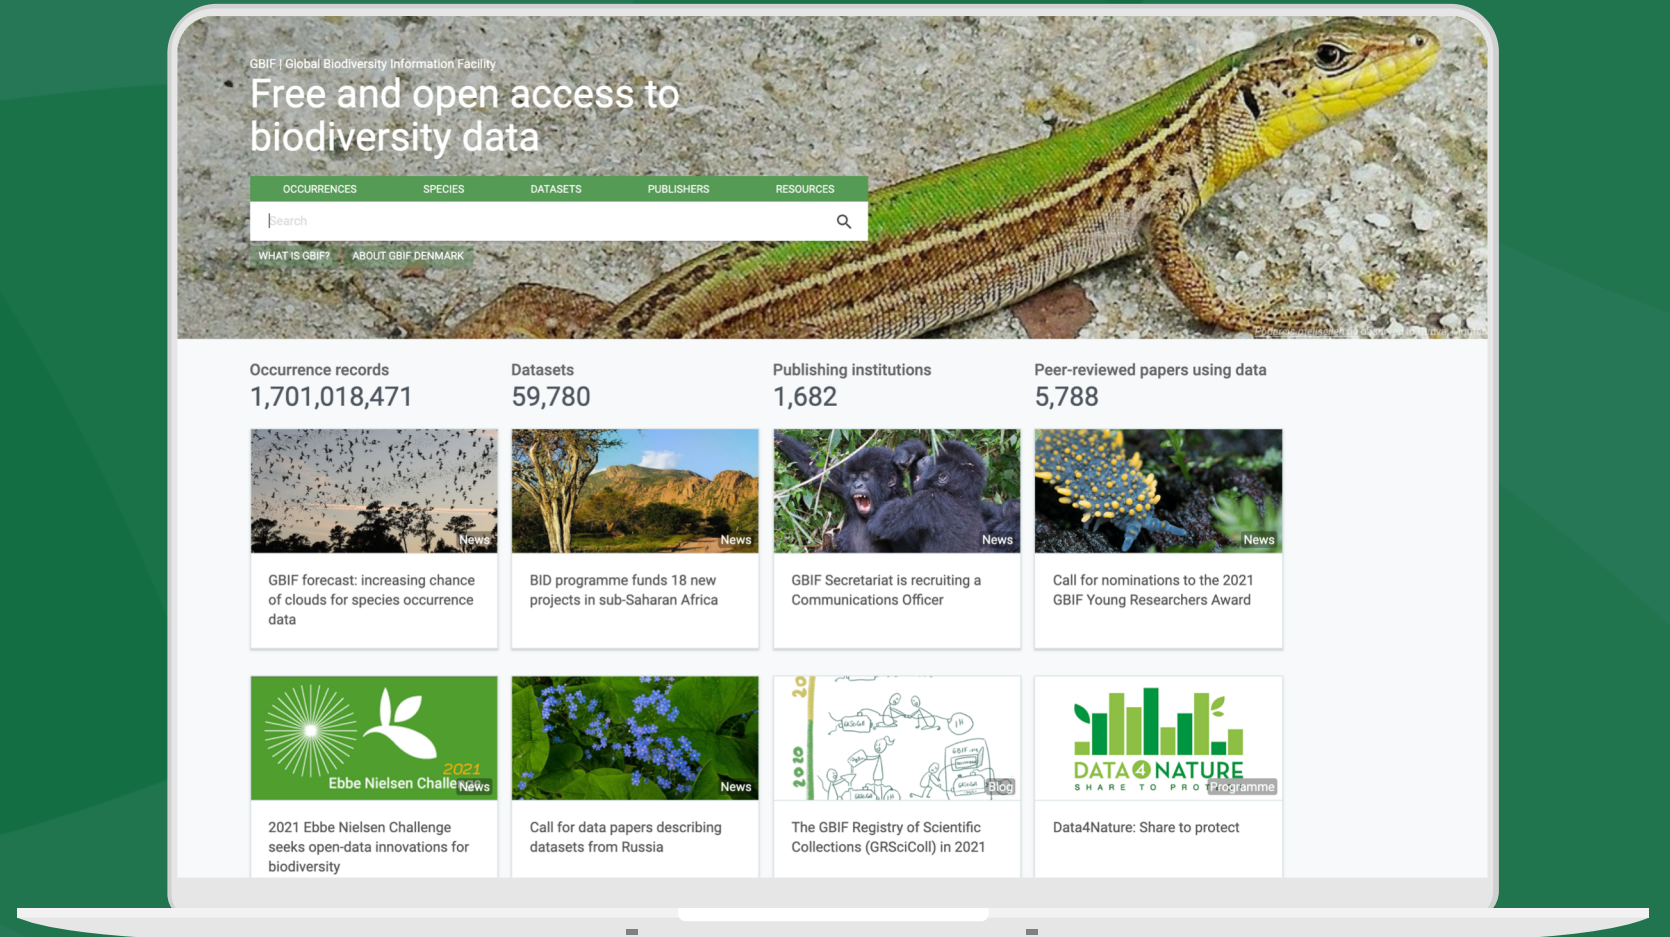 GBIF | Global Biodiversity Information Facility
Free and open access to
biodiversity data
OCCURRENCES SPECIES DATASETS PUBLISHERS RESOURCES
Search
WHAT IS GBIF? ABOUT GBIF DENMARK
Occurrence records Datasets Publishing institutions Peer-reviewed papers using data
1,701,018,471 59,780 1,682 5,788
News News News News
GBIF forecast: increasing chance
of clouds for species occurrence
data
BID programme funds 18 new
projects in sub-Saharan Africa
GBIF Secretariat is recruiting a
Communications Officer
Call for nominations to the 2021
GBIF Young Researchers Award
2021
Ebbe Nielsen
News
News
2020
Blog
DATA4NATURE
SHARE TO
Programme
2021 Ebbe Nielsen Challenge
seeks open-data innovations for
biodiversity
Call for data papers describing
datasets from Russia
The GBIF Registry of Scientific
Collections (GRSciColl) in 2021
Data4Nature: Share to protect